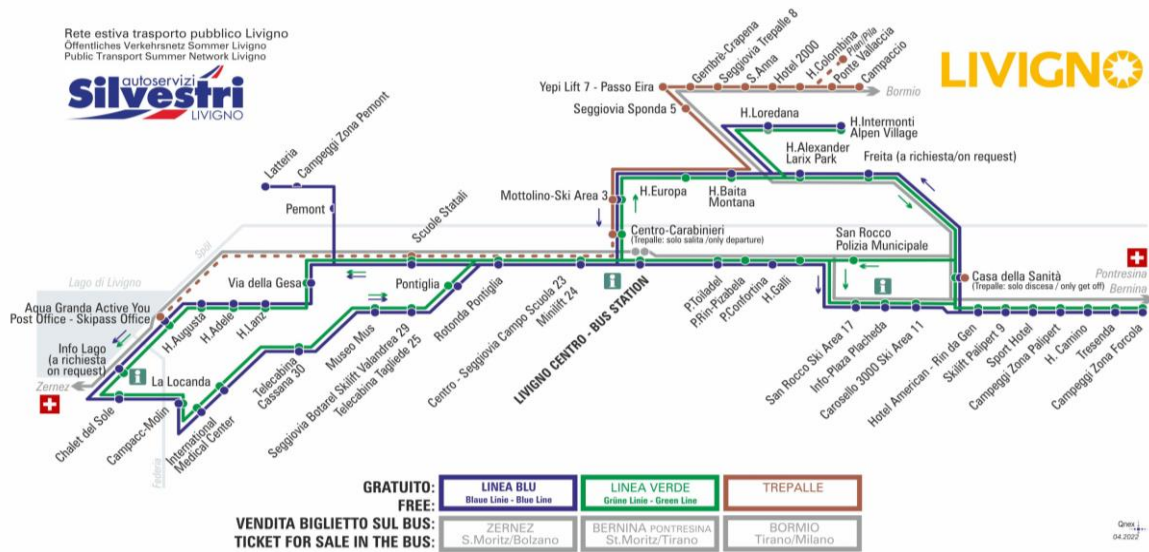 Rete estiva trasporto pubblico Livigno
Öffentliches Verkehrsnetz Sommer Livigno
Public Transport Summer Network Livigno
autoservizi
Silvestri
LIVIGNO
LIVIGNO
Yepi Lift 7 - Passo Eira
Gembrè-Crapena
Seggiovia Trepalle 8
S.Anna
Hotel 2000
H.Colombina
Plan/Pila
Ponte Vallaccia
Campaccio
Bormio
Seggiovia Sponda 5
H.Loredana
H.Intermonti
Alpen Village
H.Alexander
Larix Park
Freita (a richiesta/on request)
Latteria
Campeggi Zona Pemont
Pemont
Mottolino-Ski Area 3
H.Europa
H.Baita
Montana
Scuole Statali
Centro-Carabinieri
(Trepalle: solo salita /only departure)
San Rocco
Polizia Municipale
Spöl
Lago di Livigno
Via della Gesa
Pontiglia
Casa della Sanità
(Trepalle: solo discesa / only get off)
Pontresina
Bernina
Aqua Granda Active You
Post Office - Skipass Office
H.Augusta
H.Adele
H.Lanz
Museo Mus
Rotonda Pontiglia
Centro - Seggiovia Campo Scuola 23
Minilift 24
LIVIGNO CENTRO - BUS STATION
P.Toiladel
P.Rin-Pizabela
P.Confortina
H.Galli
Info Lago
(a richiesta
on request)
Zernez
La Locanda
Telecabina
Cassana 30
Seggiovia Botarel Skilift Valandrea 29
Telecabina Tagliede 25
San Rocco Ski Area 17
Info-Plaza Placheda
Carosello 3000 Ski Area 11
Hotel American - Rin da Gen
Skilift Palipert 9
Sport Hotel
Campeggi Zona Palipert
H. Camino
Tresenda
Campeggi Zona Forcola
Chalet del Sole
Campacc-Molin
International
Medical Center
Federia
GRATUITO:
FREE:
LINEA BLU
Blaue Linie - Blue Line
LINEA VERDE
Grüne Linie - Green Line
TREPALLE
VENDITA BIGLIETTO SUL BUS:
TICKET FOR SALE IN THE BUS:
ZERNEZ
S.Moritz/Bolzano
BERNINA PONTRESINA
St.Moritz/Tirano
BORMIO
Tirano/Milano
Qnex
04.2022